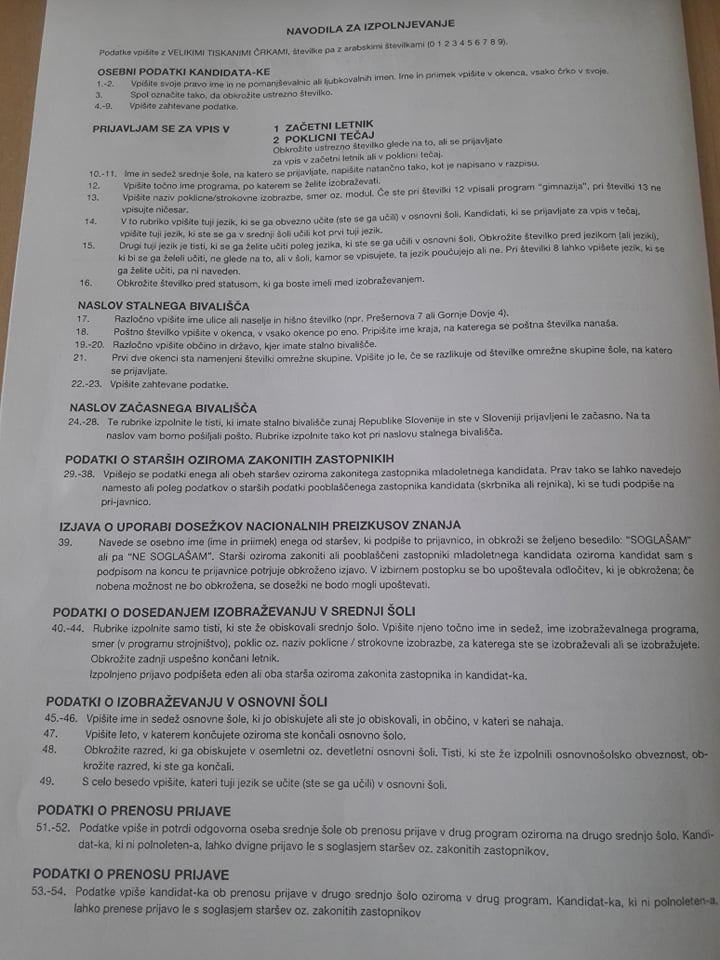 NAVODILA ZA IZPOLNJEVANJE
Podatke vpišite z VELIKIMI TISKANIMI ČRKAMI, številke pa z arabskimi številkami (0 1 2 3 4 5 6 7 8 9).
OSEBNI PODATKI KANDIDATA-KE
1.-2. Vpišite svoje pravo ime in ne pomanjševalnic ali ljubkovalnih imen. Ime in priimek vpišite v okenca, vsako črko v svoje.
3. Spol označite tako, da obkrožite ustrezno številko.
4.-9. Vpišite zahtevane podatke.
PRIJAVLJAM SE ZA VPIS V 1 ZAČETNI LETNIK
2 POKLICNI TEČAJ
Obkrožite ustrezno številko glede na to, ali se prijavljate
za vpis v začetni letnik ali v poklicni tečaj.
10.-11. Ime in sedež srednje šole, na katero se prijavljate, napišite natančno tako, kot je napisano v razpisu.
12. Vpišite točno ime programa, po katerem se želite izobraževati.
13. Vpišite naziv poklicne/strokovne izobrazbe, smer oz. modul. Če ste pri številki 12 vpisali program "gimnazija", pri številki 13 ne
vpisujte ničesar.
14. V to rubriko vpišite tuji jezik, ki se ga obvezno učite (ste se ga učili) v osnovni šoli. Kandidati, ki se prijavljate za vpis v tečaj,
vpišite tuji jezik, ki ste se ga v srednji šoli učili kot prvi tuji jezik.
15. Drugi tuji jezik je tisti, ki se ga želite učiti poleg jezika, ki ste se ga učili v osnovni šoli. Obkrožite številko pred jezikom (ali jeziki),
ki bi se ga želeli učiti, ne glede na to, ali v šoli, kamor se vpisujete, ta jezik poučujejo ali ne. Pri številki 8 lahko vpišete jezik, ki se
ga želite učiti, pa ni naveden.
16. Obkrožite številko pred statusom, ki ga boste imeli med izobraževanjem.
NASLOV STALNEGA BIVALIŠČA
17. Razločno vpišite ime ulice ali naselje in hišno številko (npr. Prešernova 7 ali Gornje Dovje 4).
18. Poštno številko vpišite v okenca, v vsako okence po eno. Pripišite ime kraja, na katerega se poštna številka nanaša.
19.-20. Razločno vpišite občino in državo, kjer imate stalno bivališče.
21. Prvi dve okenci sta namenjeni številki omrežne skupine. Vpišite jo le, če se razlikuje od številke omrežne skupine šole, na katero
se prijavljate.
22.-23. Vpišite zahtevane podatke.
NASLOV ZAČASNEGA BIVALIŠČA
24.-28. Te rubrike izpolnite le tisti, ki imate stalno bivališče zunaj Republike Slovenije in ste v Sloveniji prijavljeni le začasno. Na ta
naslov vam bomo pošiljali pošto. Rubrike izpolnite tako kot pri naslovu stalnega bivališča.
PODATKI O STARŠIH OZIROMA ZAKONITIH ZASTOPNIKIH
29.-38. Vpišejo se podatki enega ali obeh staršev oziroma zakonitega zastopnika mladoletnega kandidata. Prav tako se lahko navedejo
namesto ali poleg podatkov o starših podatki pooblaščenega zastopnika kandidata (skrbnika ali rejnika), ki se tudi podpiše na
pri-javnico.
IZJAVA O UPORABI DOSEŽKOV NACIONALNIH PREIZKUSOV ZNANJA
39. Navede se osebno ime (ime in priimek) enega od staršev, ki podpiše to prijavnico, in obkroži se željeno besedilo: "SOGLAŠAM"
ali pa "NE SOGLAŠAM". Starši oziroma zakoniti ali pooblaščeni zastopniki mladoletnega kandidata oziroma kandidat sam s
podpisom na koncu te prijavnice potrjuje obkroženo izjavo. V izbirnem postopku se bo upoštevala odločitev, ki je obkrožena; če
nobena možnost ne bo obkrožena, se dosežki ne bodo mogli upoštevati.
PODATKI O DOSEDANJEM IZOBRAŽEVANJU V SREDNJI ŠOLI
40.-44. Rubrike izpolnite samo tisti, ki ste že obiskovali srednjo šolo. Vpišite njeno točno ime in sedež, ime izobraževalnega programa,
smer (v programu strojništvo), poklic oz. naziv poklicne / strokovne izobrazbe, za katerega ste se izobraževali ali se izobražujete.
Obkrožite zadnji uspešno končani letnik.
Izpolnjeno prijavo podpišeta eden ali oba starša oziroma zakonita zastopnika in kandidat-ka.
PODATKI O IZOBRAŽEVANJU V OSNOVNI ŠOLI
45.-46. Vpišite ime in sedež osnovne šole, ki jo obiskujete ali ste jo obiskovali, in občino, v kateri se nahaja.
47. Vpišite leto, v katerem končujete oziroma ste končali osnovno šolo.
48. Obkrožite razred, ki ga obiskujete v osemletni oz. devetletni osnovni šoli. Tisti, ki ste že izpolnili osnovnošolsko obveznost, ob-
krožite razred, ki ste ga končali.
49. S celo besedo vpišite, kateri tuji jezik se učite (ste se ga učili) v osnovni šoli.
PODATKI O PRENOSU PRIJAVE
51.-52. Podatke vpiše in potrdi odgovorna oseba srednje šole ob prenosu prijave v drug program oziroma na drugo srednjo šolo. Kandi-
dat-ka, ki ni polnoleten-a, lahko dvigne prijavo le s soglasjem staršev oz. zakonitih zastopnikov.
PODATKI O PRENOSU PRIJAVE
53.-54. Podatke vpiše kandidat-ka ob prenosu prijave v drugo srednjo šolo oziroma v drug program. Kandidat-ka, ki ni polnoleten-a,
lahko prenese prijavo le s soglasjem staršev oz. zakonitih zastopnikov